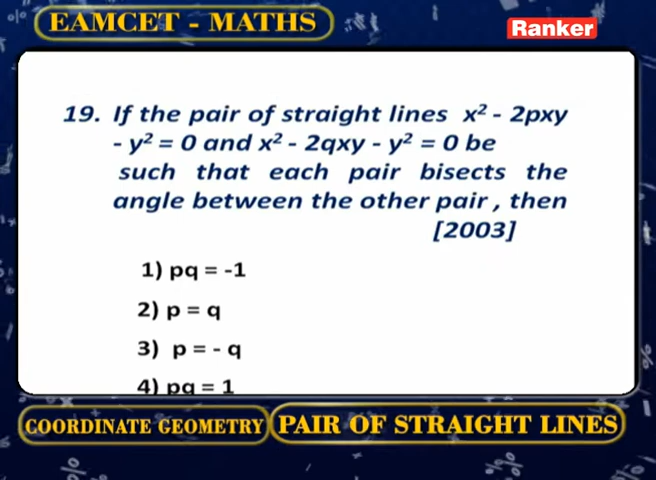 EAMCET - MATHS
Ranker
19. If the pair of straight lines x² - 2pxy
- y² = 0 and x² - 2qxy - y² = 0 be
such that each pair bisects the
angle between the other pair , then
[2003]
1) pq = -1
2) p = q
3) p = - q
4) pq = 1
COORDINATE GEOMETRY PAIR OF STRAIGHT LINES